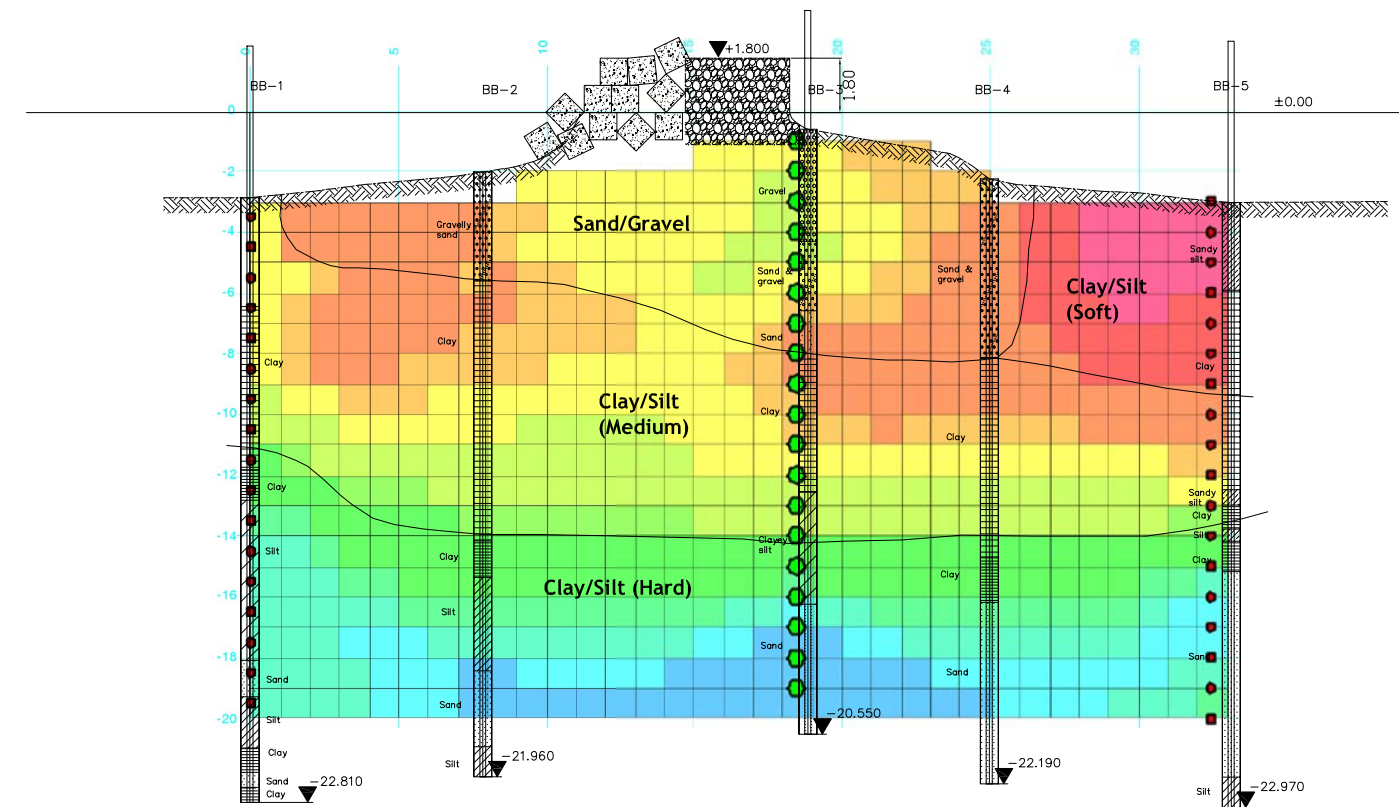 0
5
10
15
20
25
30
+1.800
1.80
BB-1
BB-2
BB-3
BB-4
BB-5
±0.00
0
-2
-4
-6
-8
-10
-12
-14
-16
-18
-20
Sand/Gravel
Clay/Silt
(Soft)
Clay/Silt
(Medium)
Clay/Silt (Hard)
Clay
Clay
Silt
Sand
Silt
Clay
Sand
Clay
-22.810
Gravelly
sand
Clay
Clay
Silt
Sand
Silt
-21.960
Gravel
Sand &
gravel
Sand
Clay
Clayey
silt
Sand
-20.550
Sand &
gravel
Clay
Clay
Sand
-22.190
Sandy
silt
Clay
Sandy
silt
Clay
Silt
Clay
Sand
Silt
-22.970